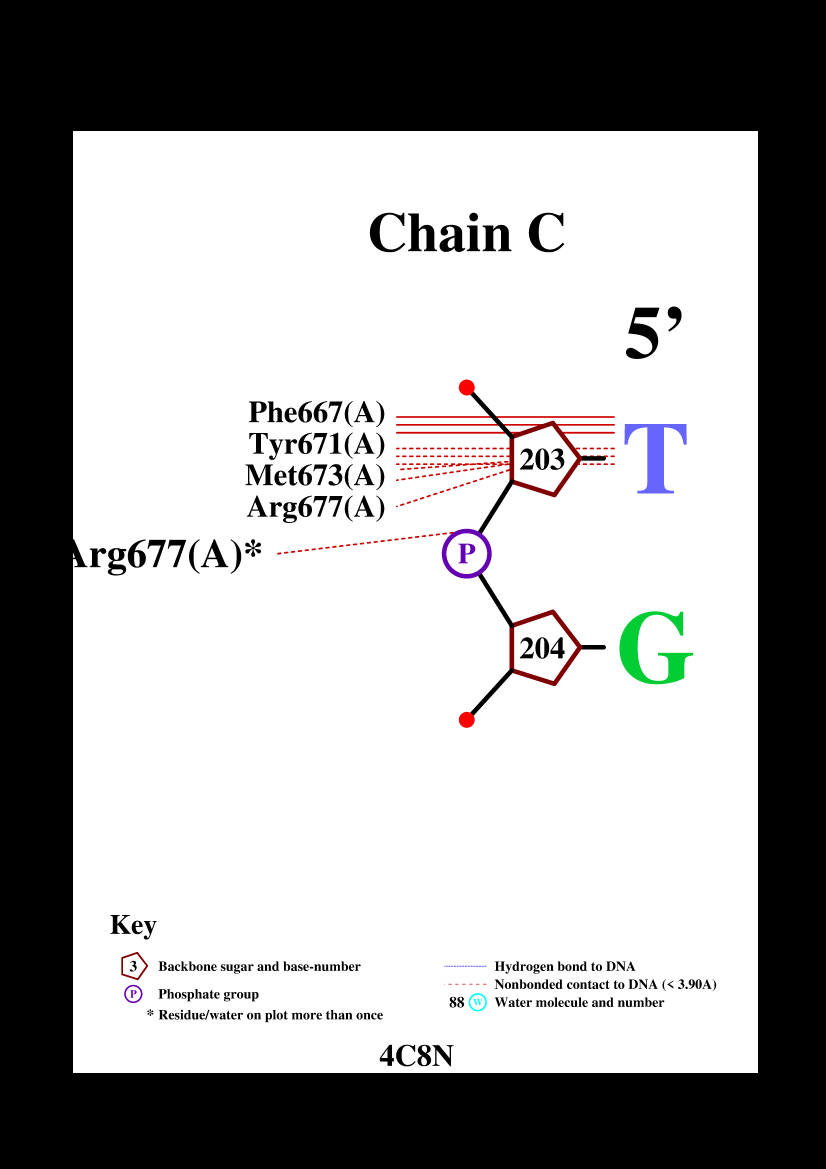 Chain C
5’
Phe667(A)
Tyr671(A)
Met673(A)
Arg677(A)
203
T
Arg677(A)*
P
204
G
Key
3 Backbone sugar and base-number
P Phosphate group
* Residue/water on plot more than once
Hydrogen bond to DNA
Nonbonded contact to DNA (< 3.90A)
88 W Water molecule and number
4C8N